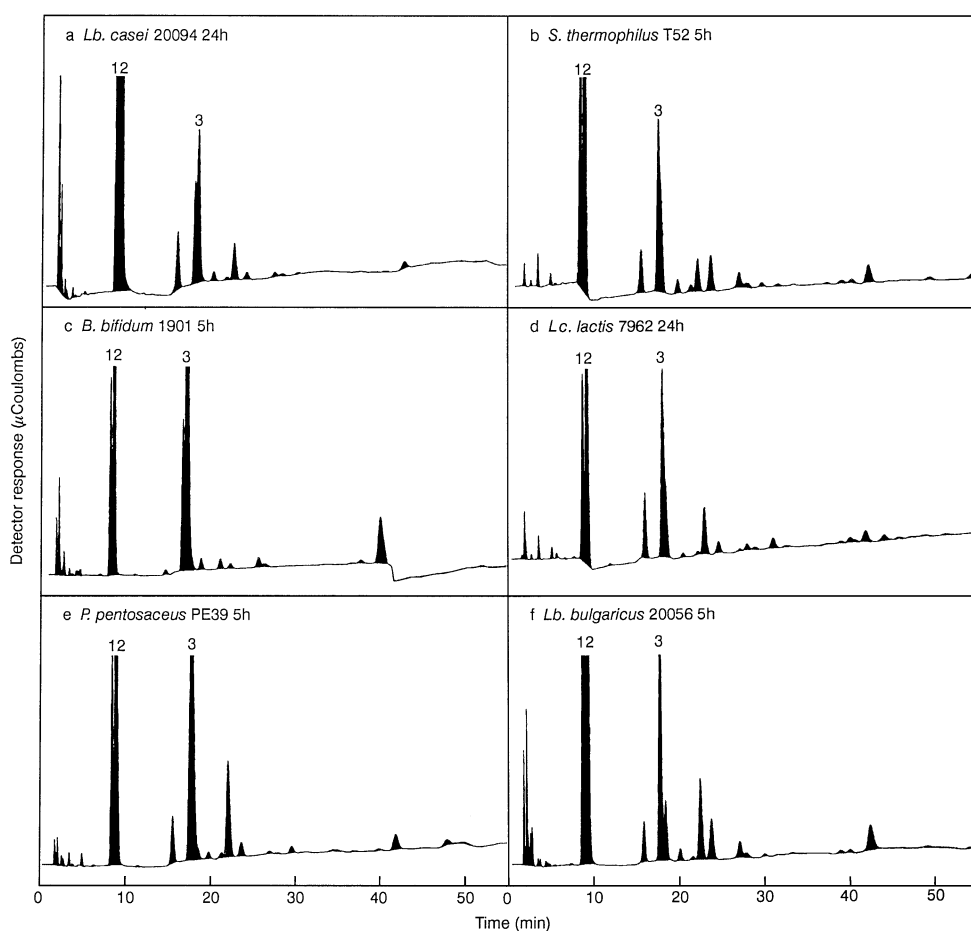 a Lb. casei 20094 24h
12
3
b S. thermophilus T52 5h
12
3
c B. bifidum 1901 5h
12
3
d Lc. lactis 7962 24h
12
3
e P. pentosaceus PE39 5h
12
3
f Lb. bulgaricus 20056 5h
12
3
Detector response (μCoulombs)
0 10 20 30 40 50 0 10 20 30 40 50
Time (min)